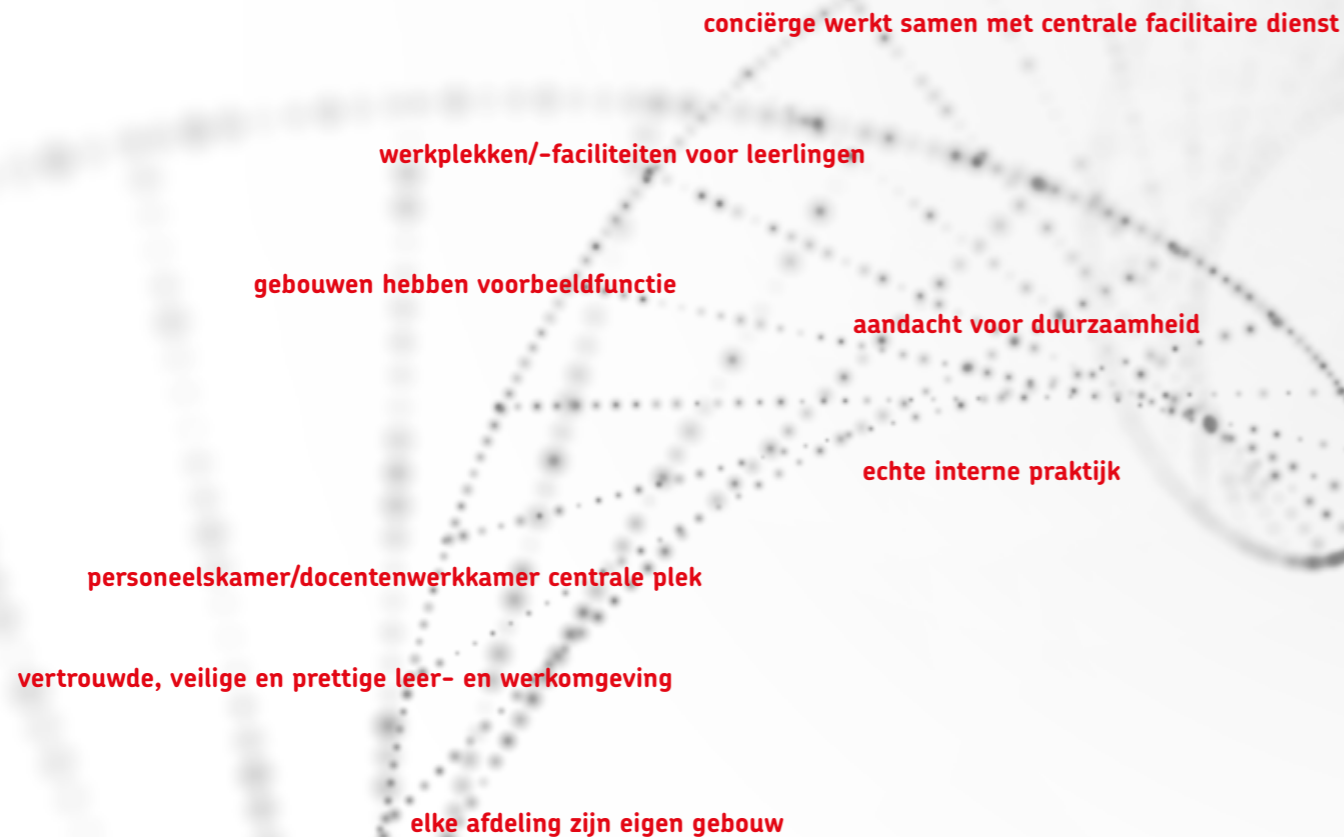 conciërge werkt samen met centrale facilitaire dienst
werkplekken/-faciliteiten voor leerlingen
gebouwen hebben voorbeeldfunctie
aandacht voor duurzaamheid
echte interne praktijk
personeelskamer/docentenwerkkamer centrale plek
vertrouwde, veilige en prettige leer- en werkomgeving
elke afdeling zijn eigen gebouw